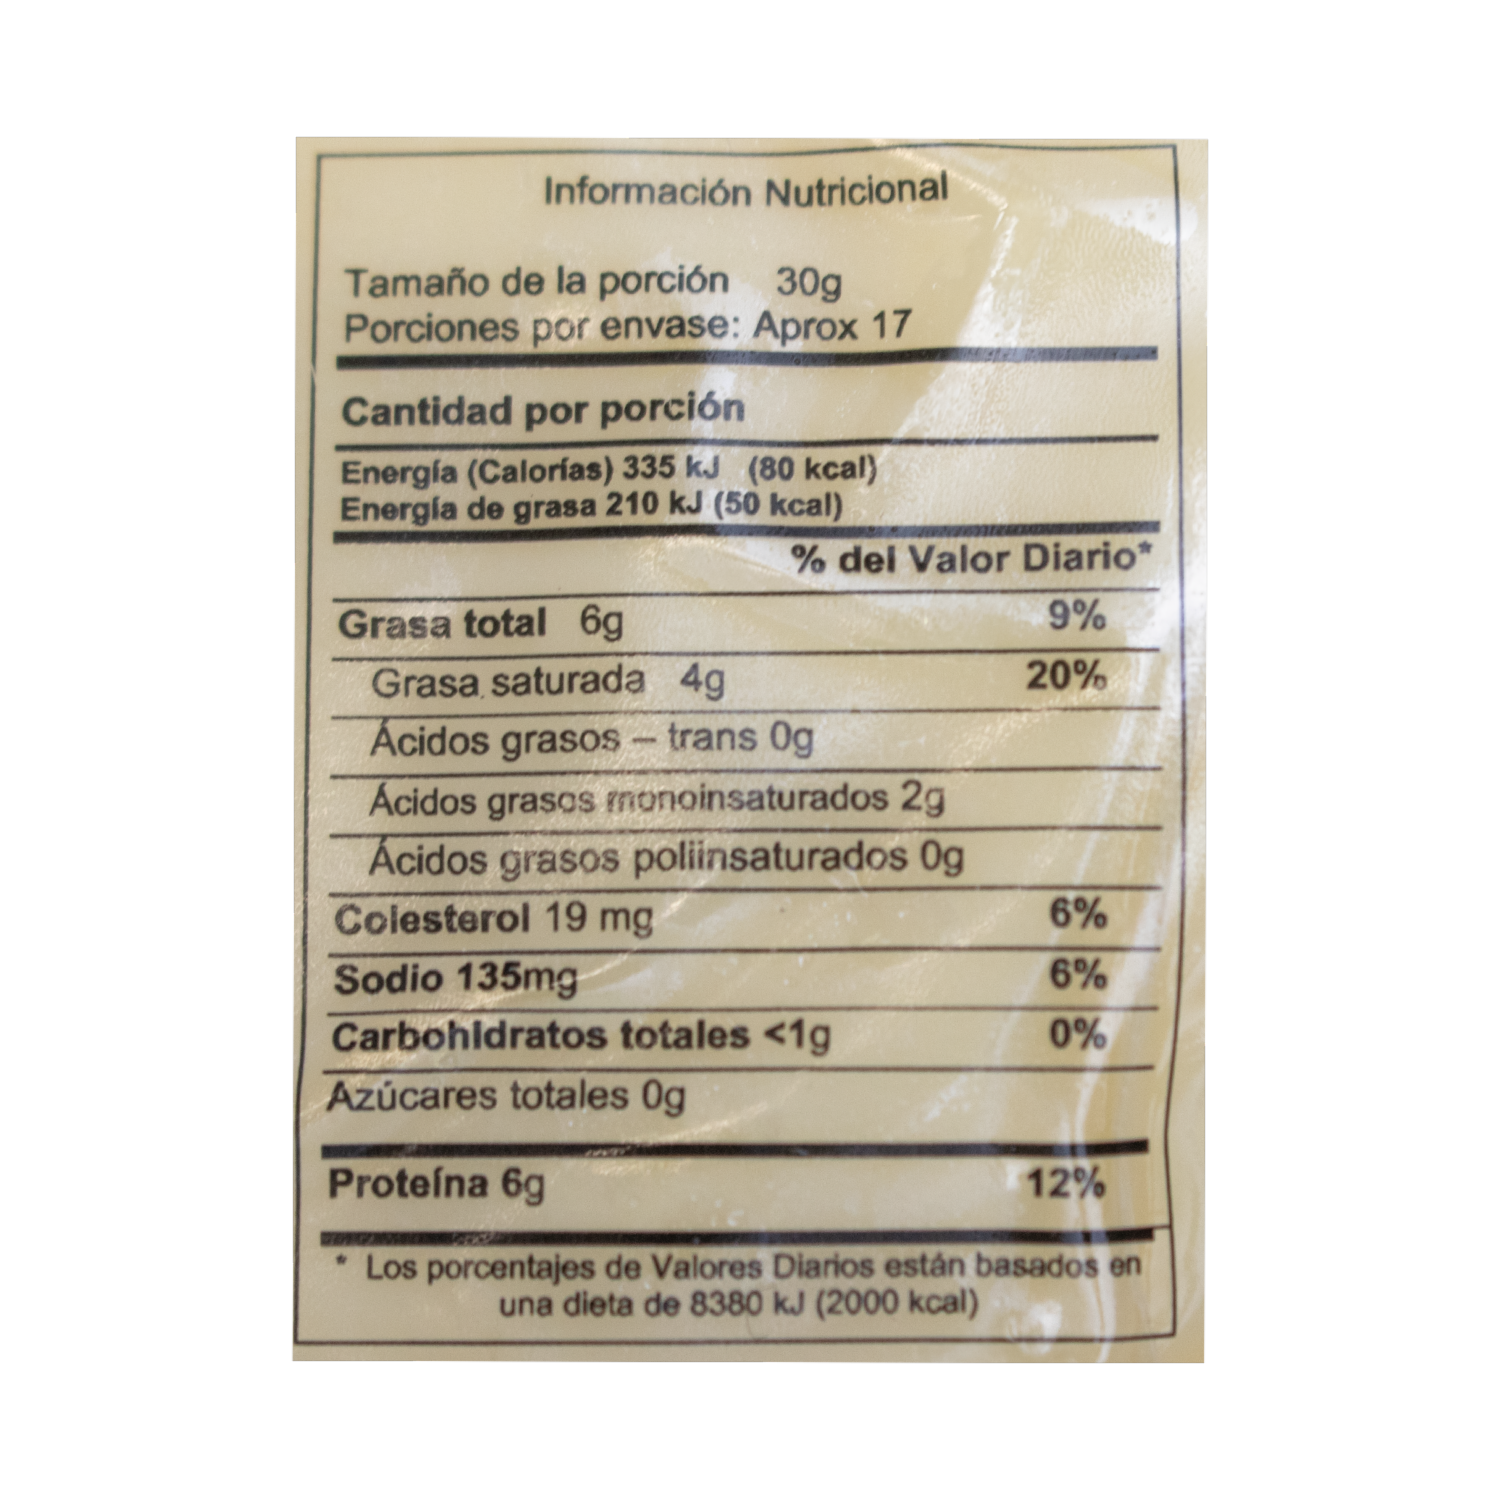 Información Nutricional
Tamaño de la porción 30g
Porciones por envase: Aprox 17
Cantidad por porción
Energía (Calorías) 335 kJ (80 kcal)
Energía de grasa 210 kJ (50 kcal)
% del Valor Diario*
Grasa total 6g 9%
Grasa saturada 4g 20%
Ácidos grasos – trans 0g
Ácidos grasos monoinsaturados 2g
Ácidos grasos poliinsaturados 0g
Colesterol 19 mg 6%
Sodio 135mg 6%
Carbohidratos totales <1g 0%
Azúcares totales 0g
Proteína 6g 12%
* Los porcentajes de Valores Diarios están basados en
una dieta de 8380 kJ (2000 kcal)